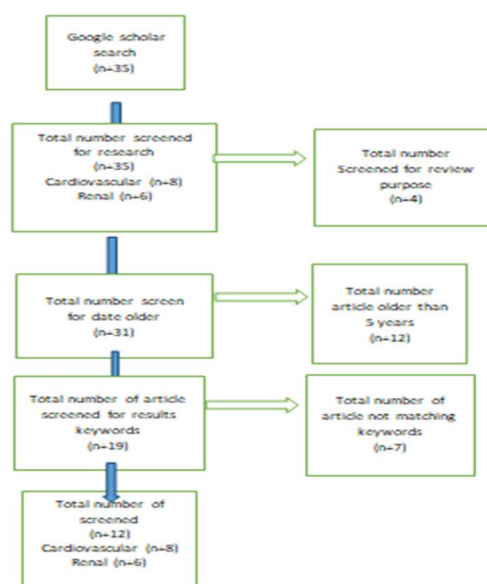 Google scholar
search
(n=35)
Total number screened
for research
(n=35)
Cardiovascular (n=8)
Renal (n=6)
Total number
Screened for review
purpose
(n=4)
Total number screen
for date older
(n=31)
Total number
article older than
5 years
(n=12)
Total number of article
screened for results
keywords
(n=19)
Total number of
article not matching
keywords
(n=7)
Total number of
screened
(n=12)
Cardiovascular (n=8)
Renal (n=6)